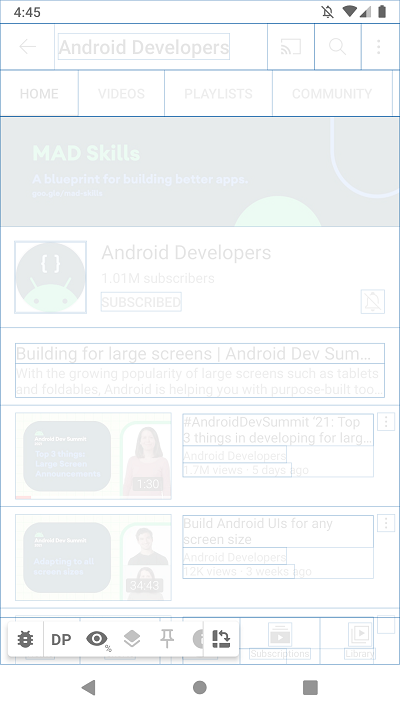 4:45
Android Developers
HOME VIDEOS PLAYLISTS COMMUNITY
MAD Skills
A blueprint for building better apps.
Android Developers
1.01M subscribers
SUBSCRIBED
Building for large screens | Android Dev Sum...
With the growing popularity of large screens such as tablets
and foldables, Android is helping you with purpose-built too...
Android Dev Summit
Top 3 things:
Large Screens
Announcements
1:30
#AndroidDevSummit '21: Top
3 things in developing for larg...
Android Developers
1.7M views · 5 days ago
Android Dev Summit
Adapting to all
screen sizes
34:43
Build Android UIs for any
screen size
Android Developers
12K views · 3 weeks ago
DP
%
Subscriptions
Library